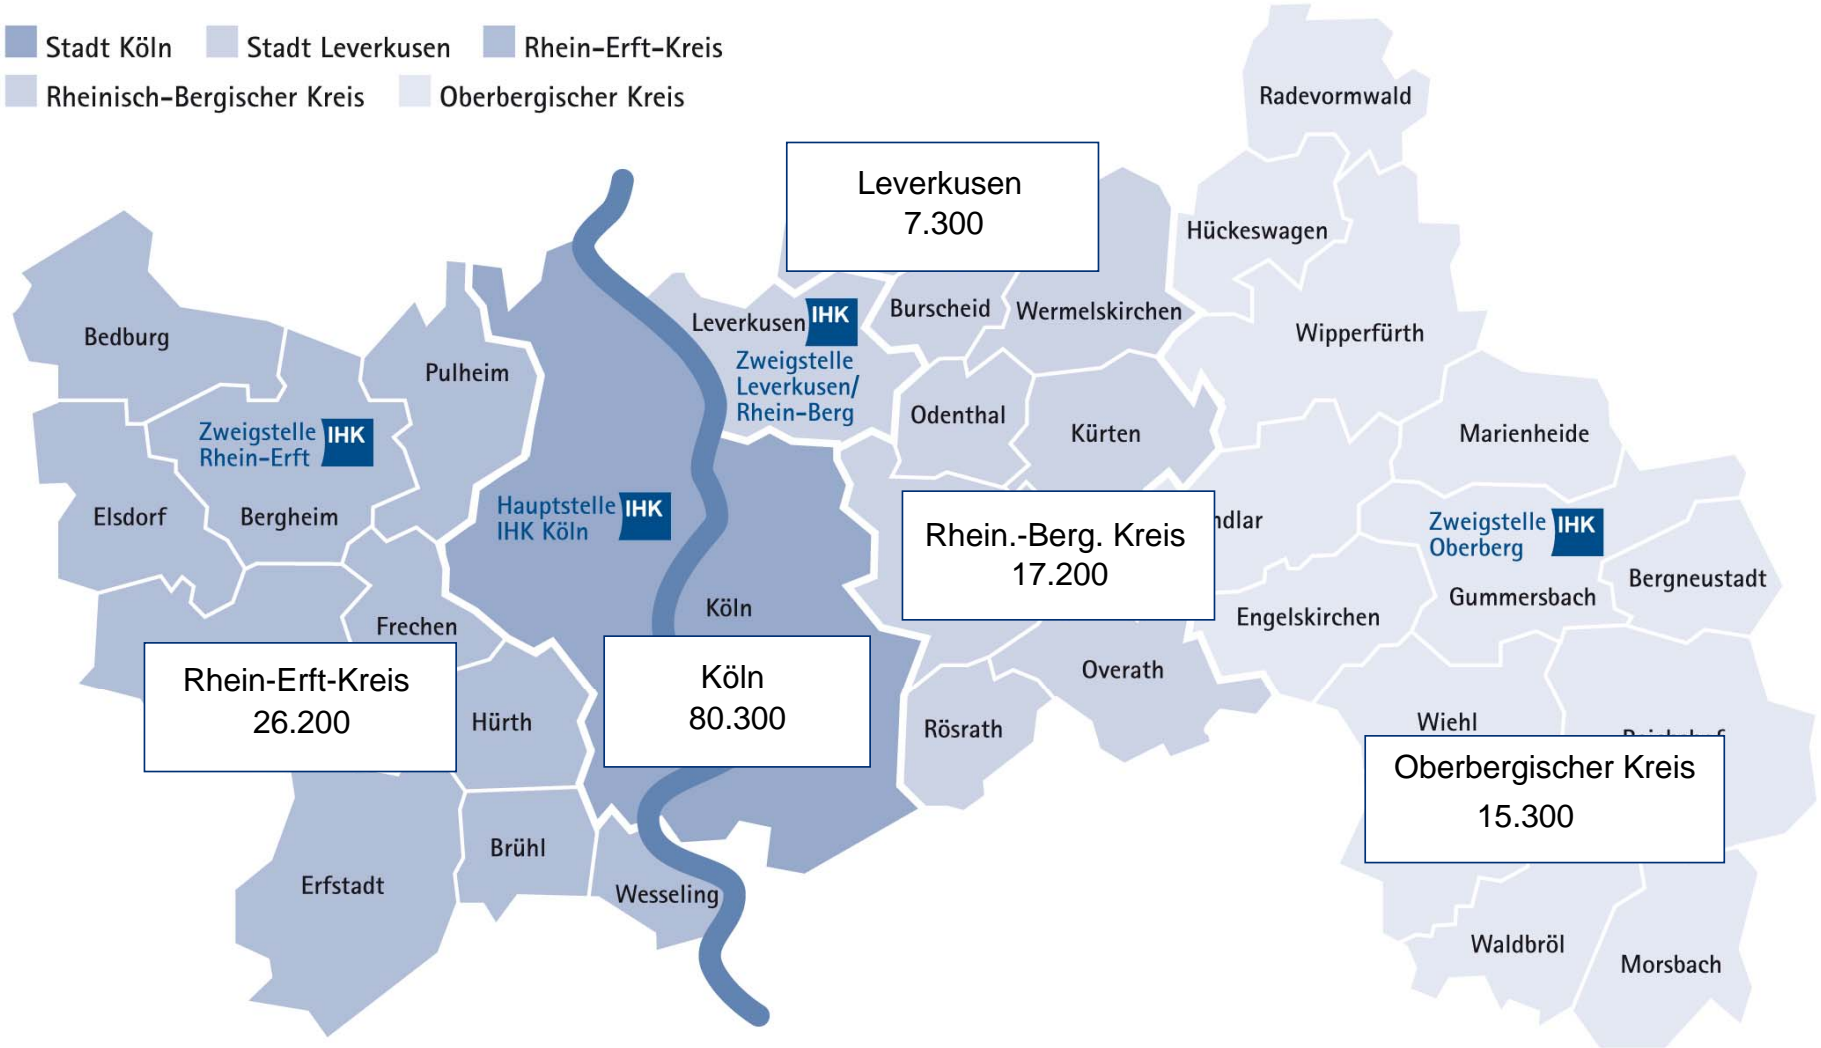 Stadt Köln
Stadt Leverkusen
Rhein-Erft-Kreis
Rheinisch-Bergischer Kreis
Oberbergischer Kreis
Radevormwald
Leverkusen
7.300
Hückeswagen
Bedburg
Pulheim
Leverkusen
IHK
Zweigstelle
Leverkusen/
Rhein-Berg
Burscheid
Wermelskirchen
Wipperfürth
Zweigstelle
Rhein-Erft
IHK
Odenthal
Kürten
Marienheide
Elsdorf
Bergheim
Hauptstelle
IHK Köln
IHK
Rhein.-Berg. Kreis
17.200
ndlar
Zweigstelle
Oberberg
IHK
Bergneustadt
Gummersbach
Engelskirchen
Frechen
Köln
Rhein-Erft-Kreis
26.200
Köln
80.300
Overath
Hürth
Rösrath
Wiehl
Oberbergischer Kreis
15.300
Brühl
Erfstadt
Wesseling
Waldbröl
Morsbach